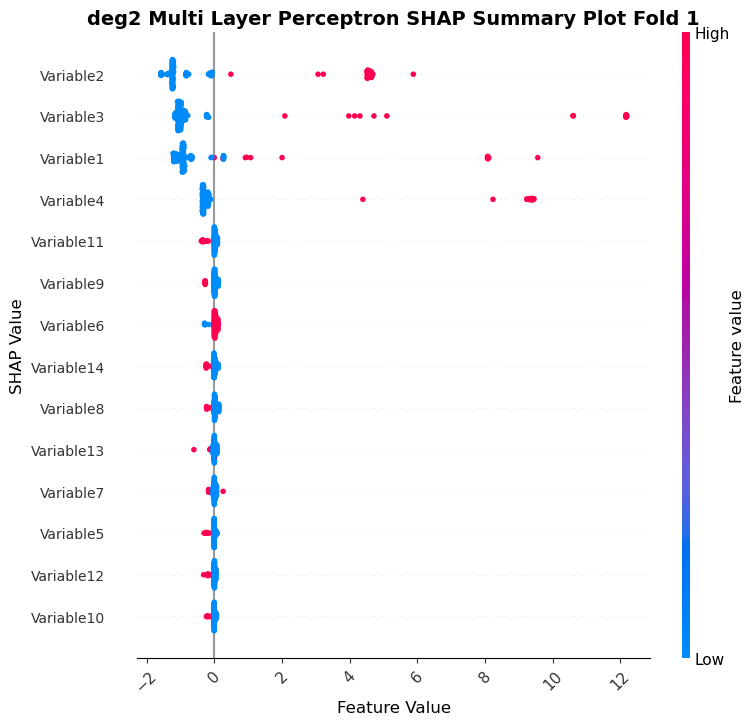 deg2 Multi Layer Perceptron SHAP Summary Plot Fold 1
High
Variable2
Variable3
Variable1
Variable4
Variable11
Variable9
Variable6
Variable14
Variable8
Variable13
Variable7
Variable5
Variable12
Variable10
SHAP Value
Feature value
Low
−2
0
2
4
6
8
10
12
Feature Value